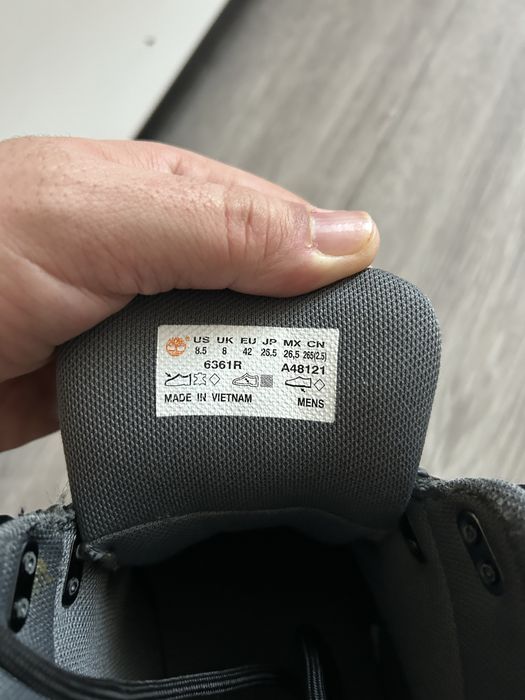 US UK EU JP MX CN
8.5 8 42 26.5 26.5 265(2.5)
6361R A48121
MADE IN VIETNAM MENS